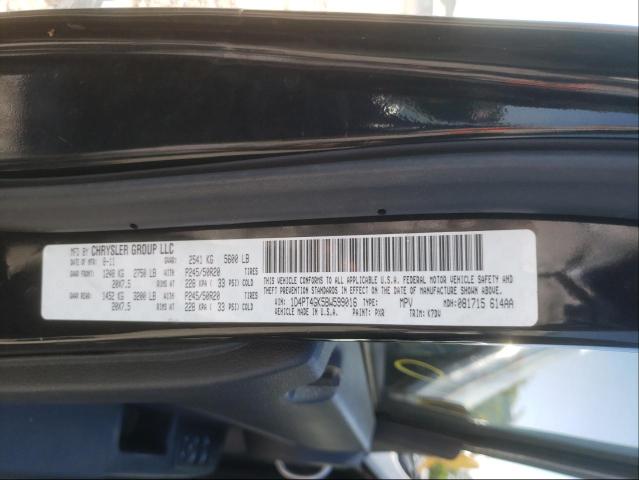 MFD BY CHRYSLER GROUP LLC
DATE OF MFR: 8-11 GVWR: 2541 KG 5600 LB
GAWR FRONT: 1248 KG 2750 LB WITH P245/50R20 TIRES
20X7.5 RIMS AT 228 KPA ( 33 PSI) COLD
GAWR REAR: 1452 KG 3200 LB WITH P245/50R20 TIRES
20X7.5 RIMS AT 228 KPA ( 33 PSI) COLD
THIS VEHICLE CONFORMS TO ALL APPLICABLE U.S.A. FEDERAL MOTOR VEHICLE SAFETY AND
THEFT PREVENTION STANDARDS IN EFFECT ON THE DATE OF MANUFACTURE SHOWN ABOVE.
VIN: 1D4PT4GK5BW599016 TYPE: MPV MDH: 081715 614AA
VEHICLE MADE IN U.S.A. PAINT: PXR TRIM: K7DV